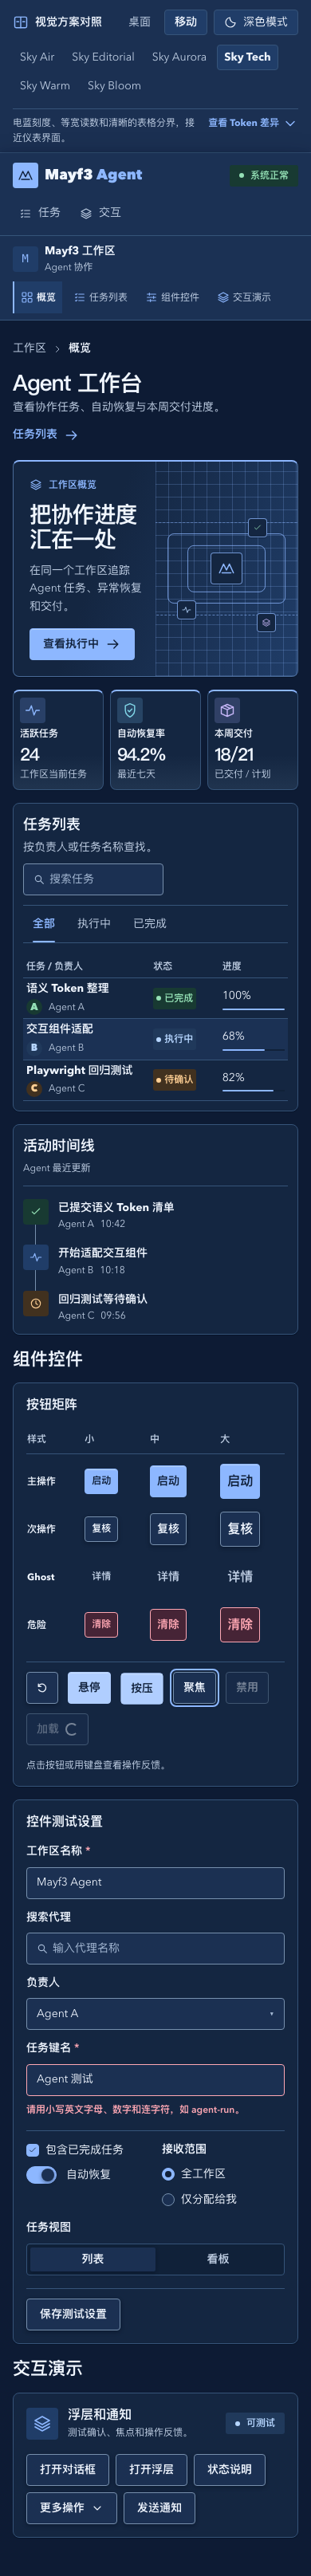 视觉方案对照 桌面 移动 深色模式
Sky Air Sky Editorial Sky Aurora Sky Tech
Sky Warm Sky Bloom
电蓝刻度、等宽读数和清晰的表格分界，接
近仪表界面。
查看 Token 差异
Mayf3 Agent 系统正常
任务 交互
M Mayf3 工作区
Agent 协作
概览 任务列表 组件控件 交互演示
工作区 概览
Agent 工作台
查看协作任务、自动恢复与本周交付进度。
任务列表
工作区概览
把协作进度
汇在一处
在同一个工作区追踪
Agent 任务、异常恢复
和交付。
查看执行中
活跃任务
24
工作区当前任务
自动恢复率
94.2%
最近七天
本周交付
18/21
已交付 / 计划
任务列表
按负责人或任务名称查找。
搜索任务
全部 执行中 已完成
任务 / 负责人 状态 进度
语义 Token 整理
A Agent A
已完成
100%
交互组件适配
B Agent B
执行中
68%
Playwright 回归测试
C Agent C
待确认
82%
活动时间线
Agent 最近更新
已提交语义 Token 清单
Agent A 10:42
开始适配交互组件
Agent B 10:18
回归测试等待确认
Agent C 09:56
组件控件
按钮矩阵
样式 小 中 大
主操作 启动 启动 启动
次操作 复核 复核 复核
Ghost 详情 详情 详情
危险 清除 清除 清除
悬停 按压 聚焦 禁用
加载
点击按钮或用键盘查看操作反馈。
控件测试设置
工作区名称 *
Mayf3 Agent
搜索代理
输入代理名称
负责人
Agent A
任务键名 *
Agent 测试
请用小写英文字母、数字和连字符，如 agent-run。
包含已完成任务
自动恢复
接收范围
全工作区
仅分配给我
任务视图
列表 看板
保存测试设置
交互演示
浮层和通知
测试确认、焦点和操作反馈。
可测试
打开对话框 打开浮层 状态说明
更多操作 发送通知